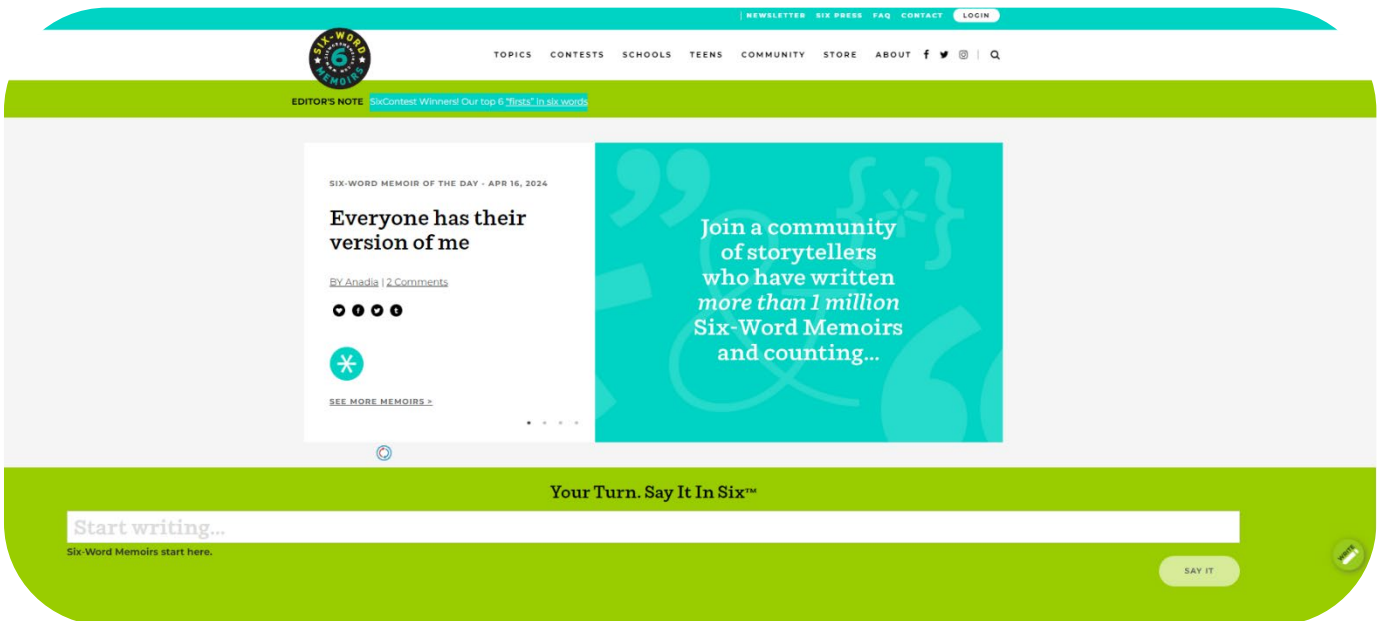 | NEWSLETTER SIX PRESS FAQ CONTACT LOGIN
SIX-WORD
6
MEMOIRS
TOPICS CONTESTS SCHOOLS TEENS COMMUNITY STORE ABOUT
EDITOR'S NOTE SixContest Winners! Our top 6 "firsts" in six words
SIX-WORD MEMOIR OF THE DAY - APR 16, 2024
Everyone has their
version of me
BY Anadia | 2 Comments
SEE MORE MEMOIRS >
Join a community
of storytellers
who have written
more than 1 million
Six-Word Memoirs
and counting...
Your Turn. Say It In Six™
Start writing...
Six-Word Memoirs start here.
SAY IT
WRITE